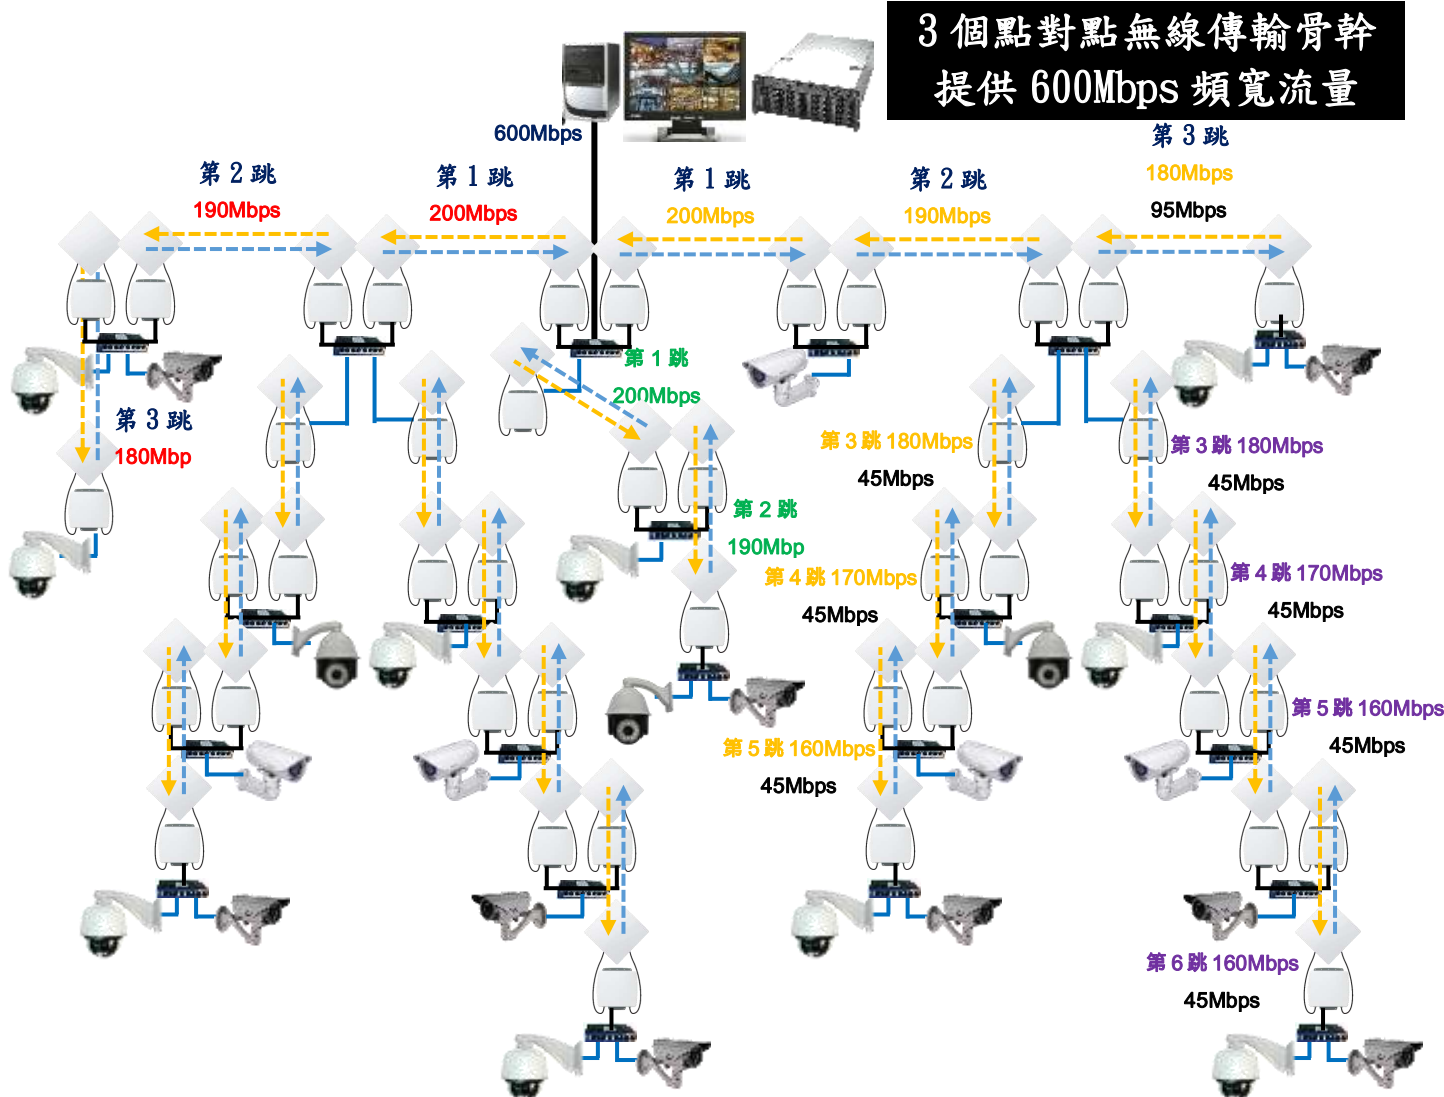 3 個點對點無線傳輸骨幹
提供 600Mbps 頻寬流量
600Mbps
第 2 跳
190Mbps
第 1 跳
200Mbps
第 1 跳
200Mbps
第 2 跳
190Mbps
第 3 跳
180Mbps
95Mbps
第 1 跳
200Mbps
第 3 跳
180Mbp
第 2 跳
190Mbp
第 3 跳 180Mbps
45Mbps
第 3 跳 180Mbps
45Mbps
第 4 跳 170Mbps
45Mbps
第 4 跳 170Mbps
45Mbps
第 5 跳 160Mbps
45Mbps
第 5 跳 160Mbps
45Mbps
第 6 跳 160Mbps
45Mbps